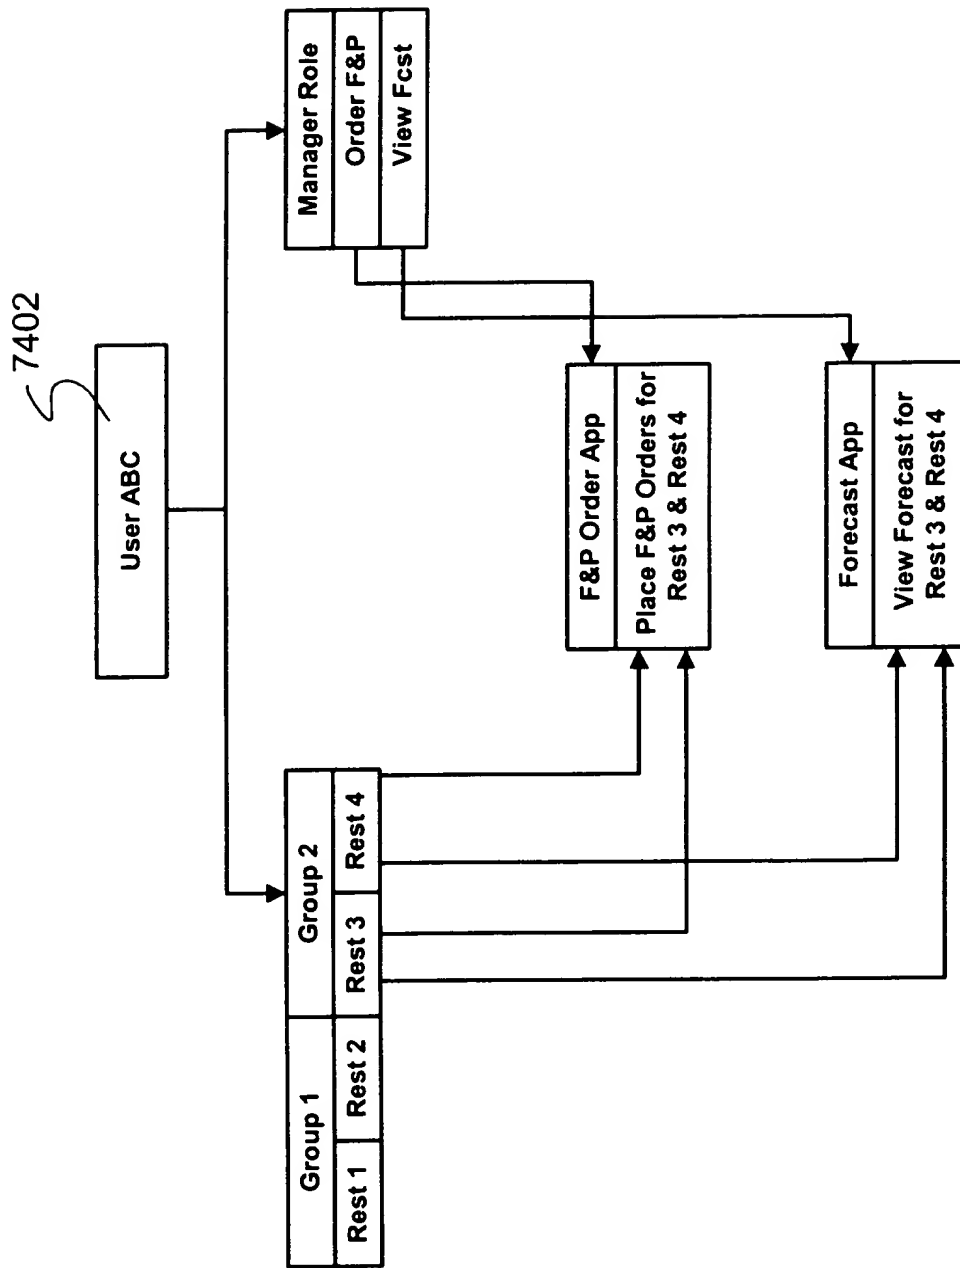 7402
User ABC
Group 1
Group 2
Rest 1
Rest 2
Rest 3
Rest 4
Manager Role
Order F&P
View Fcst
F&P Order App
Place F&P Orders for
Rest 3 & Rest 4
Forecast App
View Forecast for
Rest 3 & Rest 4